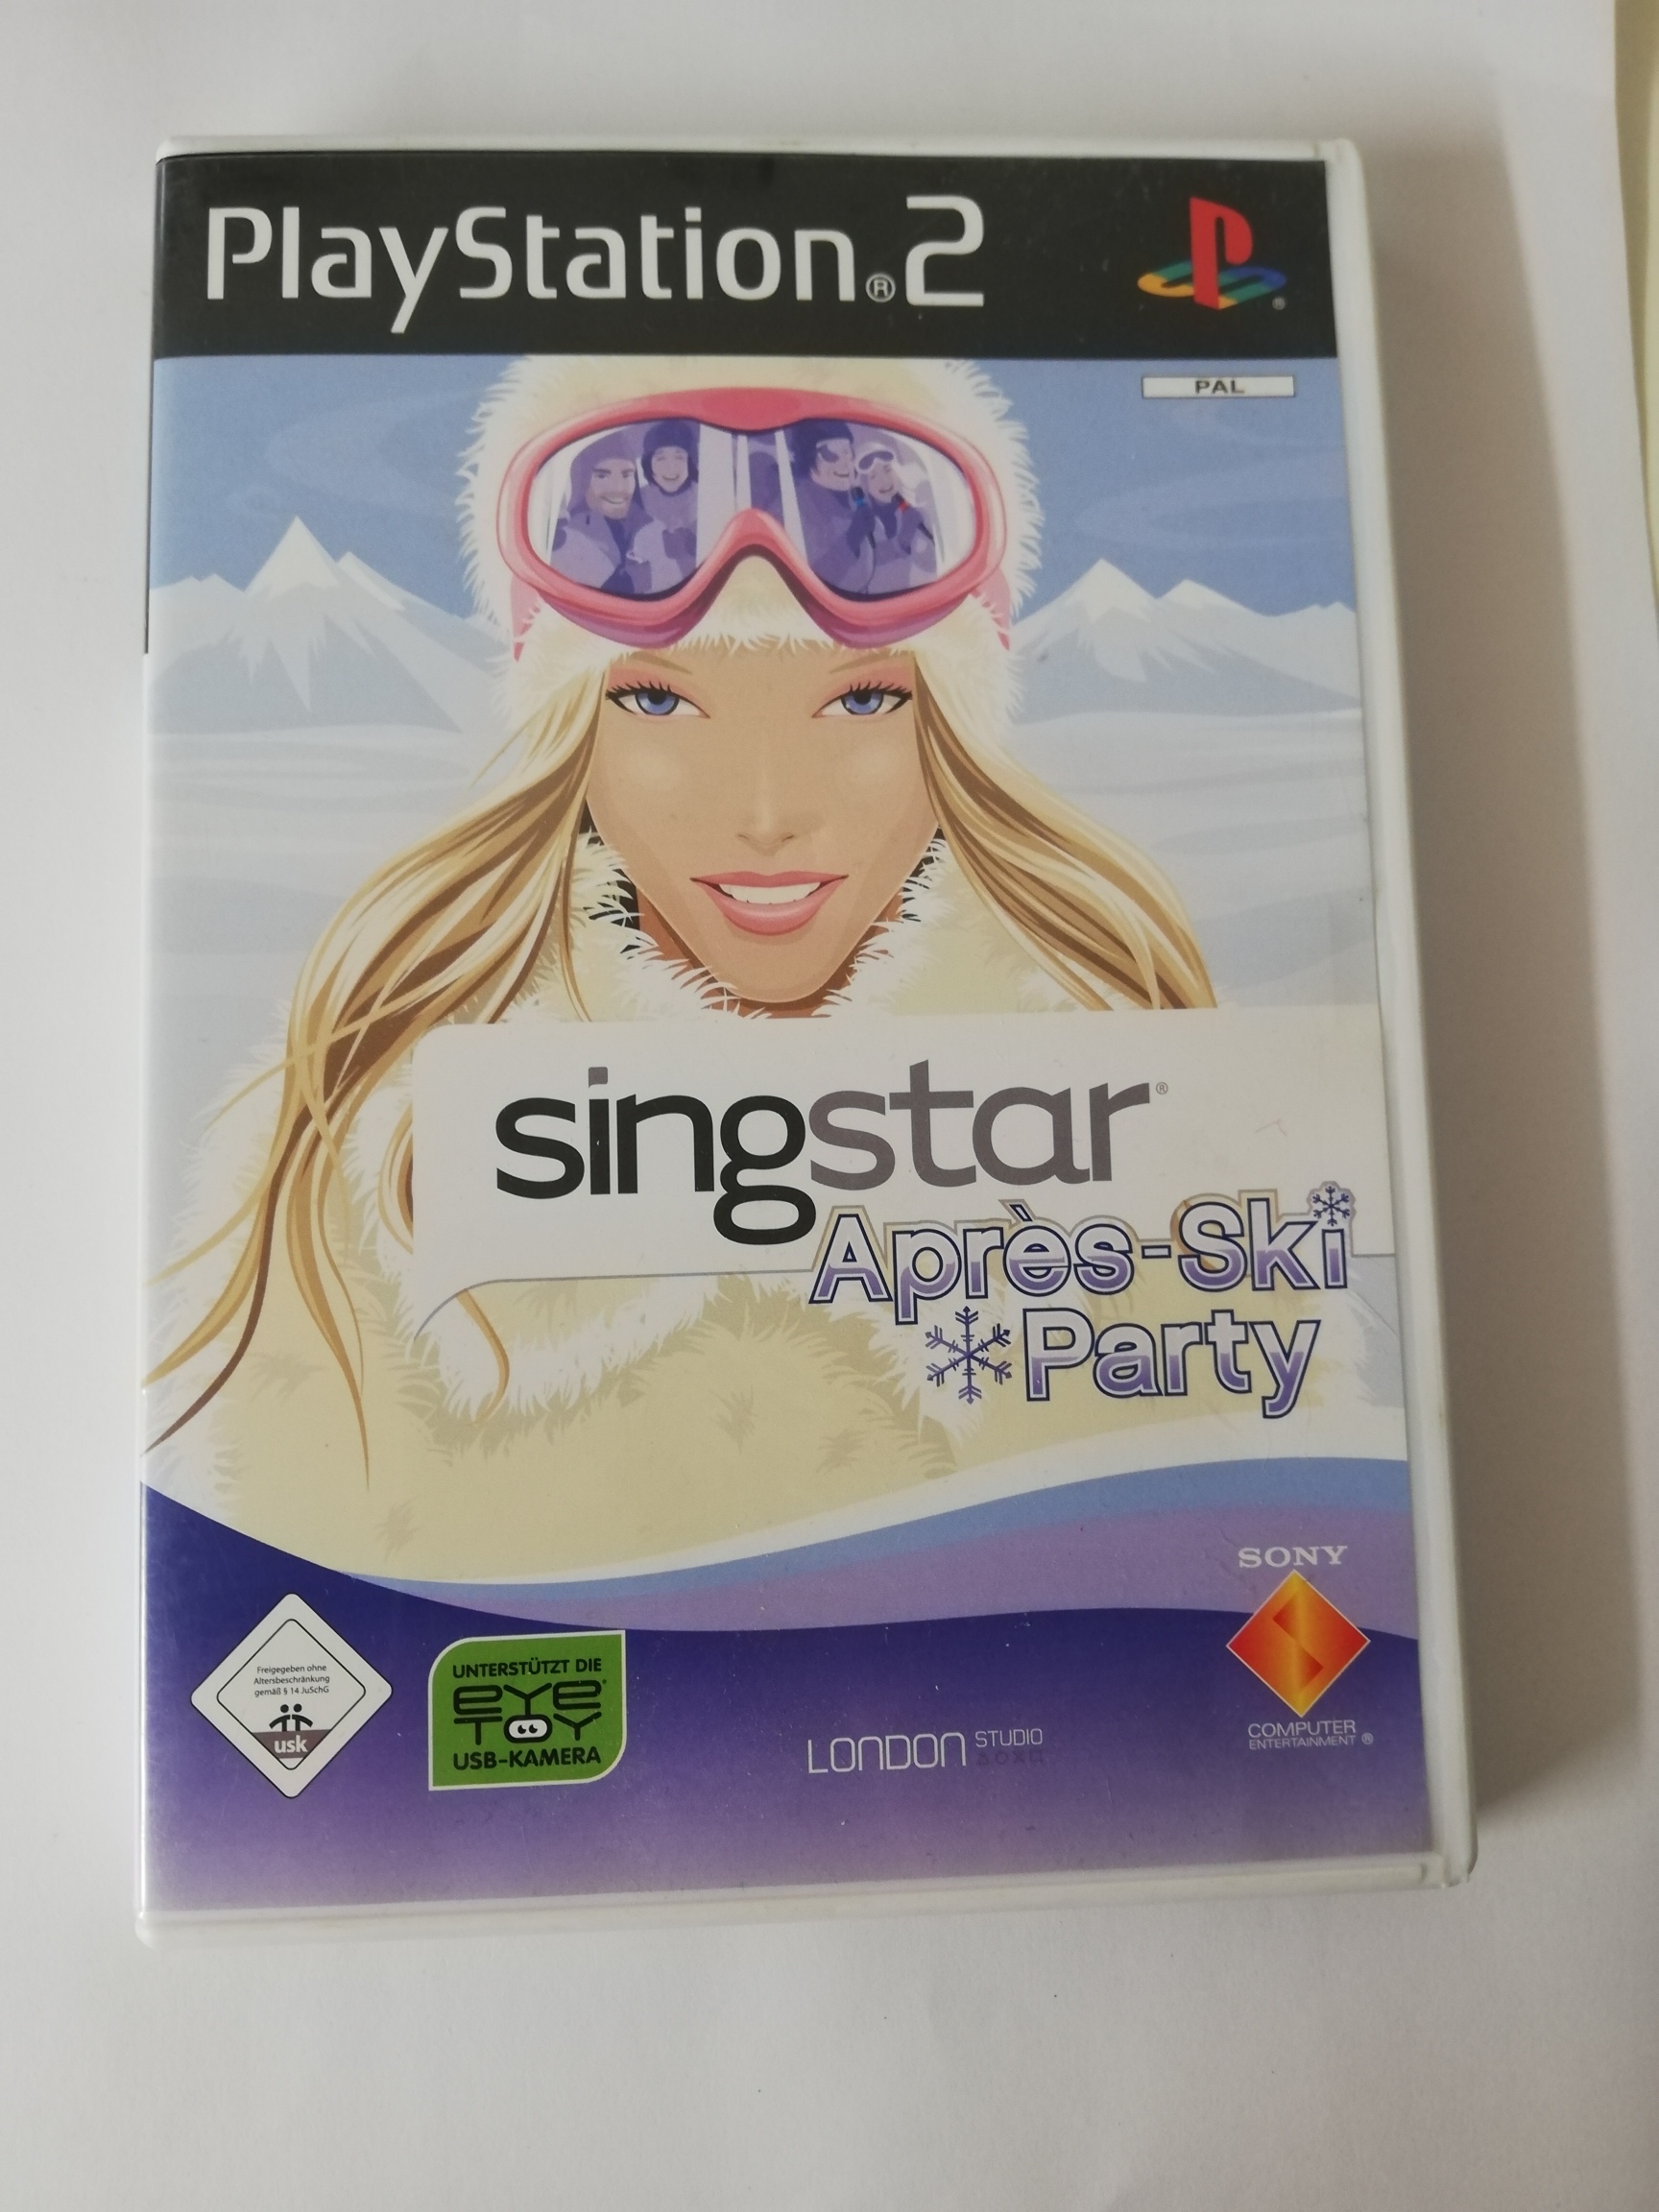 PlayStation®2
PAL
singstar®
Après-Ski
Party
SONY
COMPUTER
ENTERTAINMENT®
Freigegeben ohne
Altersbeschränkung
gemäß § 14 JuSchG
usk
UNTERSTÜTZT DIE
EYE
TOY
USB-KAMERA
LONDON STUDIO